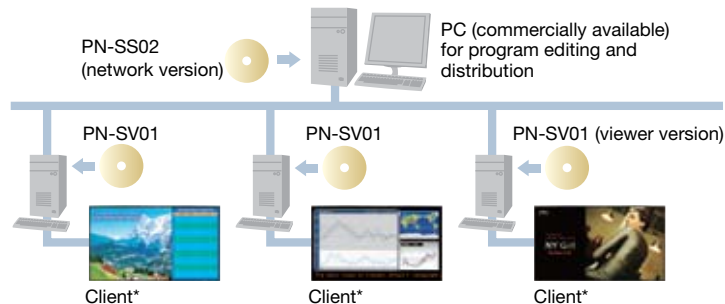 PN-SS02
(network version)
PC (commercially available)
for program editing and
distribution
PN-SV01
PN-SV01
PN-SV01 (viewer version)
Client*
Client*
Client*